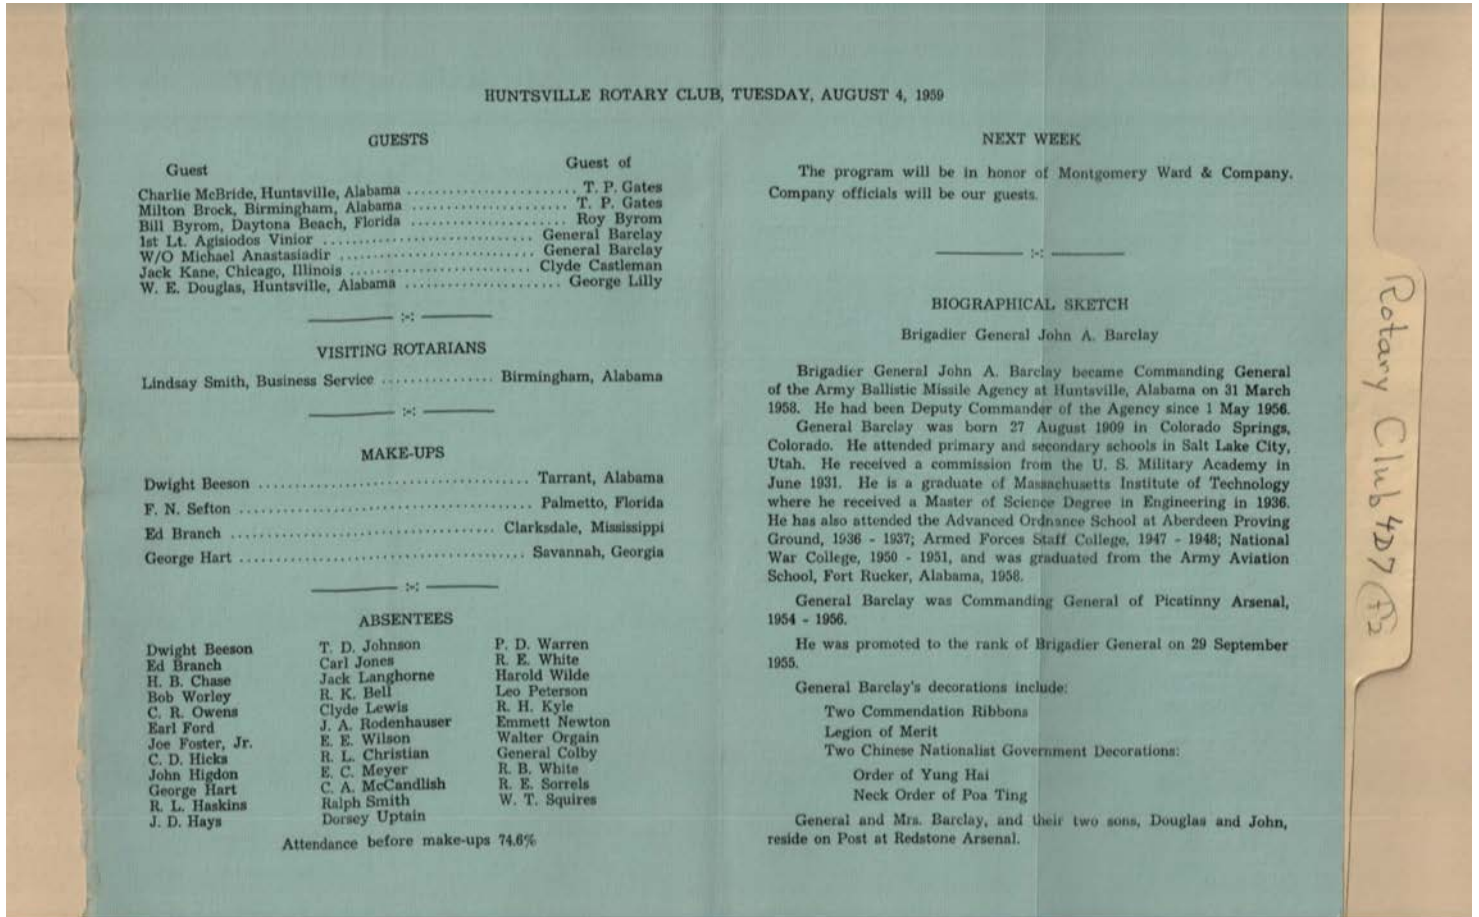 HUNTSVILLE ROTARY CLUB, TUESDAY, AUGUST 4, 1959
GUESTS
Guest Guest of
Charlie McBride, Huntsville, Alabama ........................ T. P. Gates
Milton Brock, Birmingham, Alabama ...................... T. P. Gates
Bill Byrom, Daytona Beach, Florida ...................... Roy Byrom
1st Lt. Agisiodos Vinior .............................. General Barclay
W/O Michael Anastasiadir ........................... General Barclay
Jack Kane, Chicago, Illinois .......................... Clyde Castleman
W. E. Douglas, Huntsville, Alabama ...................... George Lilly
:-:
VISITING ROTARIANS
Lindsay Smith, Business Service ............... Birmingham, Alabama
:-:
MAKE-UPS
Dwight Beeson .................................... Tarrant, Alabama
F. N. Sefton ....................................... Palmetto, Florida
Ed Branch ................................ Clarksdale, Mississippi
George Hart ...................................... Savannah, Georgia
:-:
ABSENTEES
Dwight Beeson
Ed Branch
H. B. Chase
Bob Worley
C. R. Owens
Earl Ford
Joe Foster, Jr.
C. D. Hicks
John Higdon
George Hart
R. L. Haskins
J. D. Hays
T. D. Johnson
Carl Jones
Jack Langhorne
R. K. Bell
Clyde Lewis
J. A. Rodenhauser
E. E. Wilson
R. L. Christian
E. C. Meyer
C. A. McCandlish
Ralph Smith
Dorsey Uptain
P. D. Warren
R. E. White
Harold Wilde
Leo Peterson
R. H. Kyle
Emmett Newton
Walter Orgain
General Colby
R. B. White
R. E. Sorrels
W. T. Squires
Attendance before make-ups 74.6%
NEXT WEEK
The program will be in honor of Montgomery Ward & Company.
Company officials will be our guests.
:-:
BIOGRAPHICAL SKETCH
Brigadier General John A. Barclay
Brigadier General John A. Barclay became Commanding General
of the Army Ballistic Missile Agency at Huntsville, Alabama on 31 March
1958. He had been Deputy Commander of the Agency since 1 May 1956.
General Barclay was born 27 August 1909 in Colorado Springs,
Colorado. He attended primary and secondary schools in Salt Lake City,
Utah. He received a commission from the U. S. Military Academy in
June 1931. He is a graduate of Massachusetts Institute of Technology
where he received a Master of Science Degree in Engineering in 1936.
He has also attended the Advanced Ordnance School at Aberdeen Proving
Ground, 1936 - 1937; Armed Forces Staff College, 1947 - 1948; National
War College, 1950 - 1951, and was graduated from the Army Aviation
School, Fort Rucker, Alabama, 1958.
General Barclay was Commanding General of Picatinny Arsenal,
1954 - 1956.
He was promoted to the rank of Brigadier General on 29 September
1955.
General Barclay's decorations include:
Two Commendation Ribbons
Legion of Merit
Two Chinese Nationalist Government Decorations:
Order of Yung Hai
Neck Order of Poa Ting
General and Mrs. Barclay, and their two sons, Douglas and John,
reside on Post at Redstone Arsenal.
Rotary Club 4D7